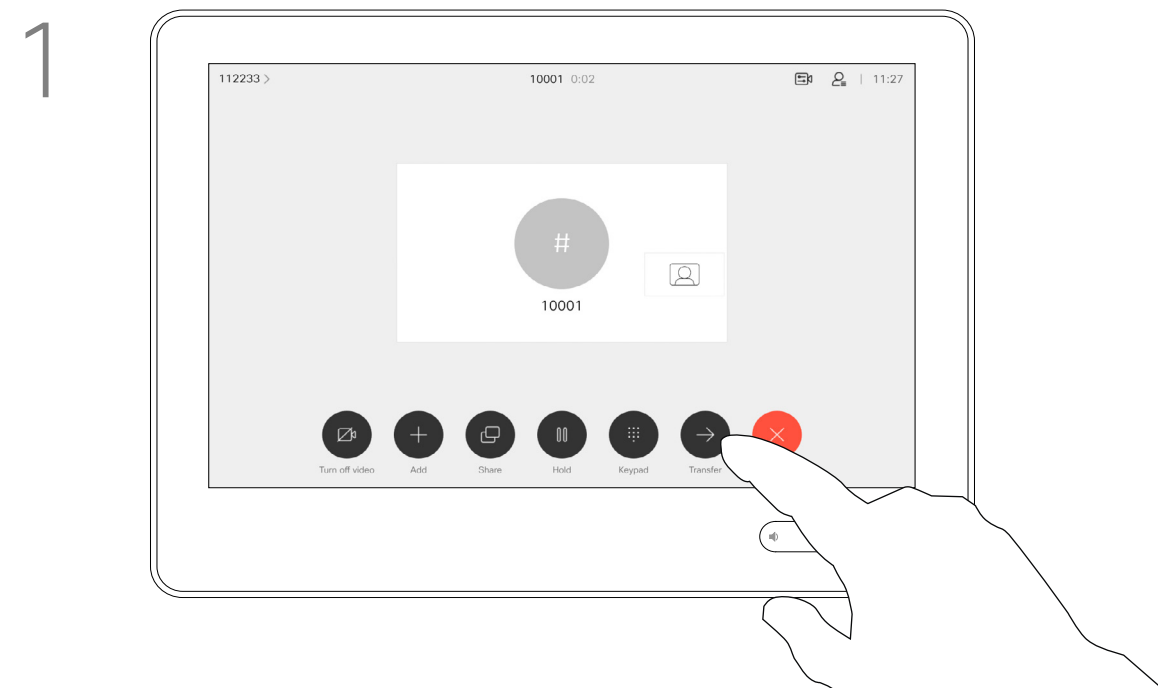 1
112233 >
10001 0:02
11:27
#
10001
Turn off video
Add
Share
Hold
Keypad
Transfer